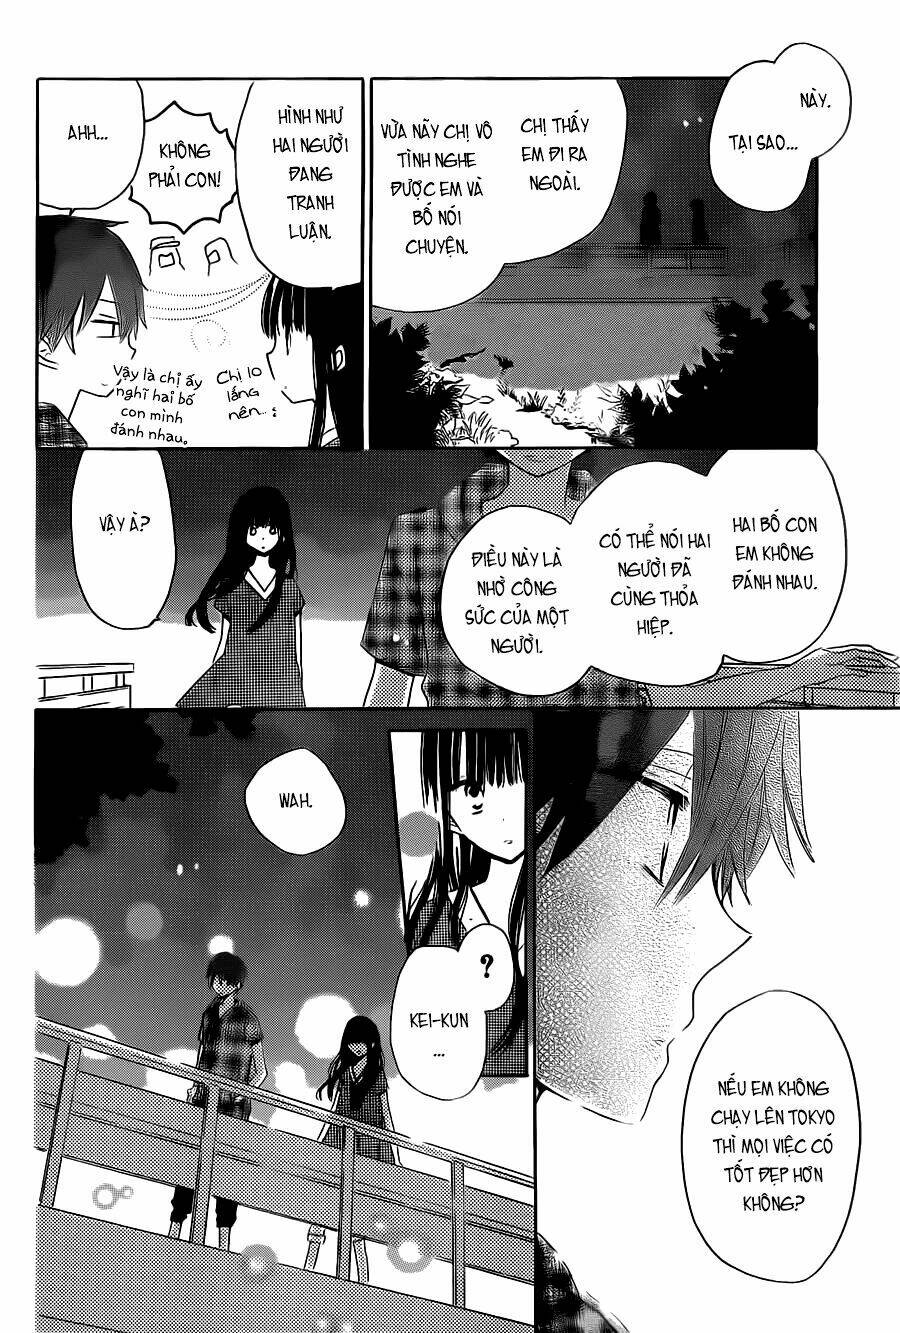 NÀY.
TẠI SAO...
CHỊ THẤY
EM ĐI RA
NGOÀI.
VỪA NÃY CHỊ VÔ
TÌNH NGHE
ĐƯỢC EM VÀ
BỐ NÓI
CHUYỆN.
HÌNH NHƯ
HAI NGƯỜI
ĐANG
TRANH
LUẬN.
KHÔNG
PHẢI CON!
AHH...
Chị lo
lắng
nên...
Vậy là chị ấy
nghĩ hai bố
con mình
đánh nhau.
HAI BỐ CON
EM KHÔNG
ĐÁNH NHAU.
CÓ THỂ NÓI HAI
NGƯỜI ĐÃ
CÙNG THỎA
HIỆP.
ĐIỀU NÀY LÀ
NHỜ CÔNG
SỨC CỦA MỘT
NGƯỜI.
VẬY À?
NẾU EM KHÔNG
CHẠY LÊN TOKYO
THÌ MỌI VIỆC CÓ
TỐT ĐẸP HƠN
KHÔNG?
?
KEI-KUN
...
WAH.